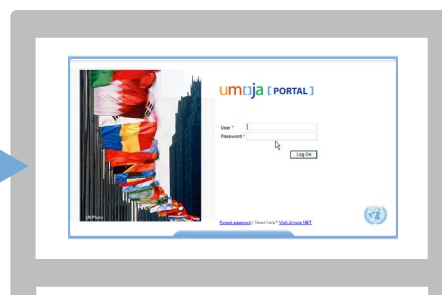 umoja [ PORTAL ]
User *
Password *
Log On
UN Photo
Forgot password | Need help? Visit Umoja NET